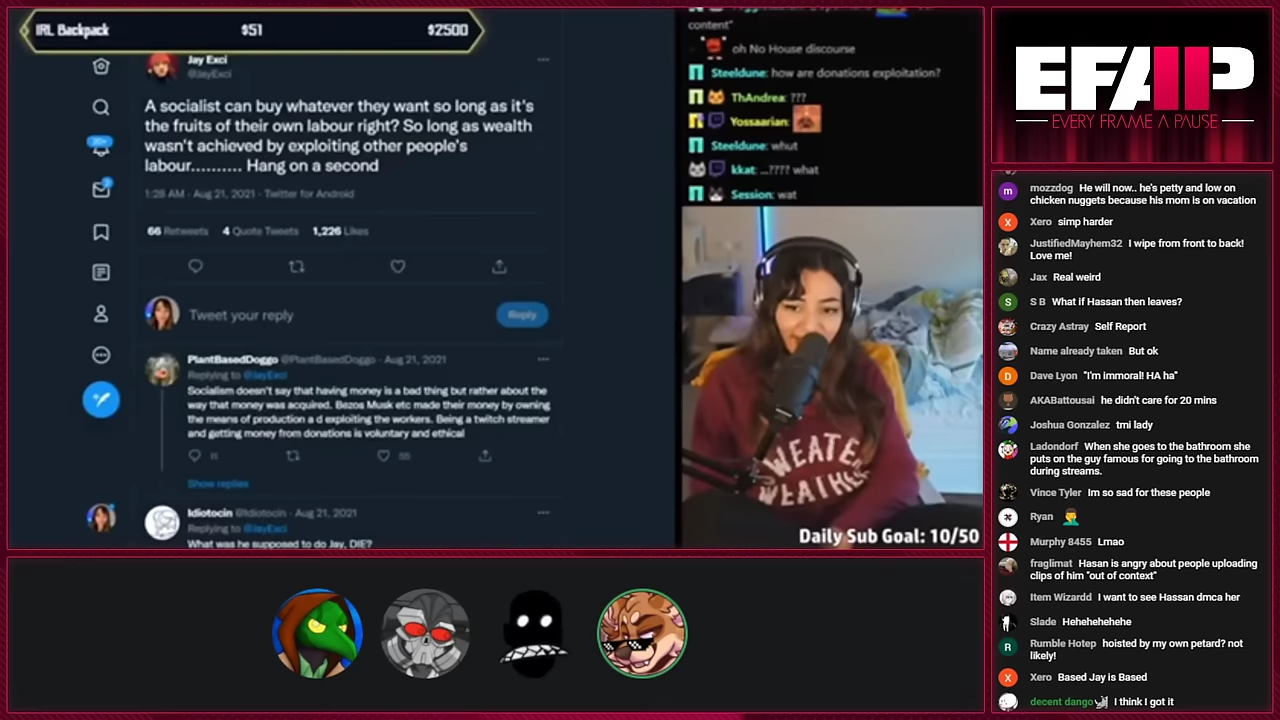 IRL Backpack $51 $2500
Jay Exci
@JayExci
A socialist can buy whatever they want so long as it's
the fruits of their own labour right? So long as wealth
wasn't achieved by exploiting other people's
labour.......... Hang on a second
1:28 AM · Aug 21, 2021 · Twitter for Android
66 Retweets 4 Quote Tweets 1,226 Likes
Tweet your reply
Reply
PlantBasedDoggo @PlantBasedDoggo · Aug 21, 2021
Replying to @JayExci
Socialism doesn't say that having money is a bad thing but rather about the
way that money was acquired. Bezos Musk etc made their money by owning
the means of production a d exploiting the workers. Being a twitch streamer
and getting money from donations is voluntary and ethical
11
55
Show replies
Idiotocin @Idiotocin · Aug 21, 2021
Replying to @JayExci
What was he supposed to do Jay, DIE?
content"
oh No House discourse
Steeldune: how are donations exploitation?
ThAndrea: ???
Yossaarian:
Steeldune: whut
kkat: ...???? what
Session: wat
SWEATER
WEATHER
Daily Sub Goal: 10/50
EFAP
EVERY FRAME A PAUSE
mozzdog He will now.. he's petty and low on
chicken nuggets because his mom is on vacation
Xero simp harder
JustifiedMayhem32 I wipe from front to back!
Love me!
Jax Real weird
S B What if Hassan then leaves?
Crazy Astray Self Report
Name already taken But ok
Dave Lyon "I'm immoral! HA ha"
AKABattousai he didn't care for 20 mins
Joshua Gonzalez tmi lady
Ladondorf When she goes to the bathroom she
puts on the guy famous for going to the bathroom
during streams.
Vince Tyler Im so sad for these people
Ryan
Murphy 8455 Lmao
fraglimat Hasan is angry about people uploading
clips of him "out of context"
Item Wizardd I want to see Hassan dmca her
Slade Hehehehehehe
Rumble Hotep hoisted by my own petard? not
likely!
Xero Based Jay is Based
decent dango I think I got it